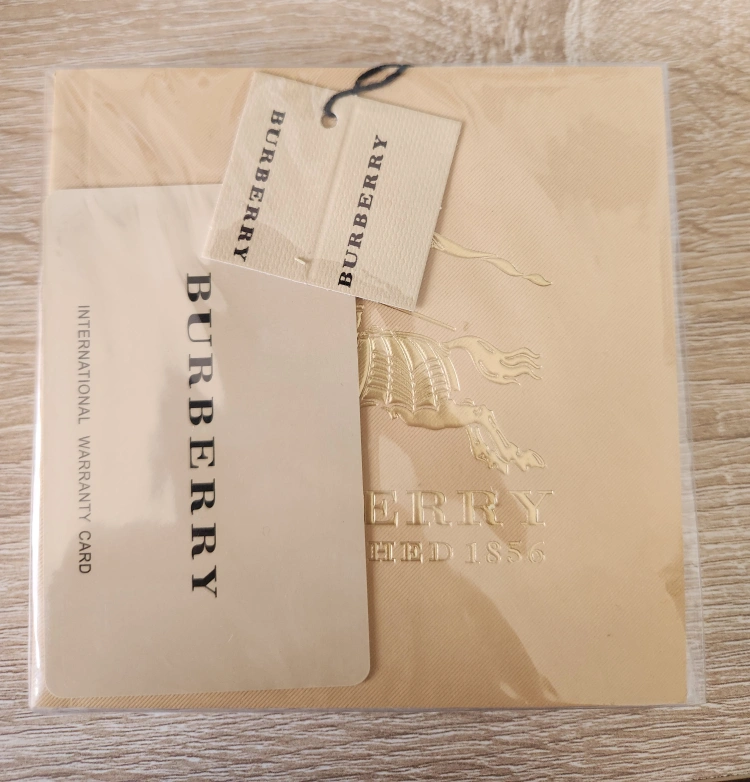 BURBERRY
BURBERRY
BURBERRY
INTERNATIONAL WARRANTY CARD
ERRY
HED 1856